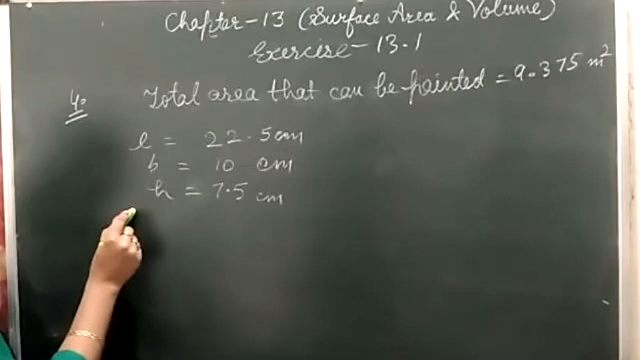 Chapter-13 (Surface Area & Volume)
Exercise-13.1
4. Total area that can be painted = 9.375 m²
l = 22.5 cm
b = 10 cm
h = 7.5 cm